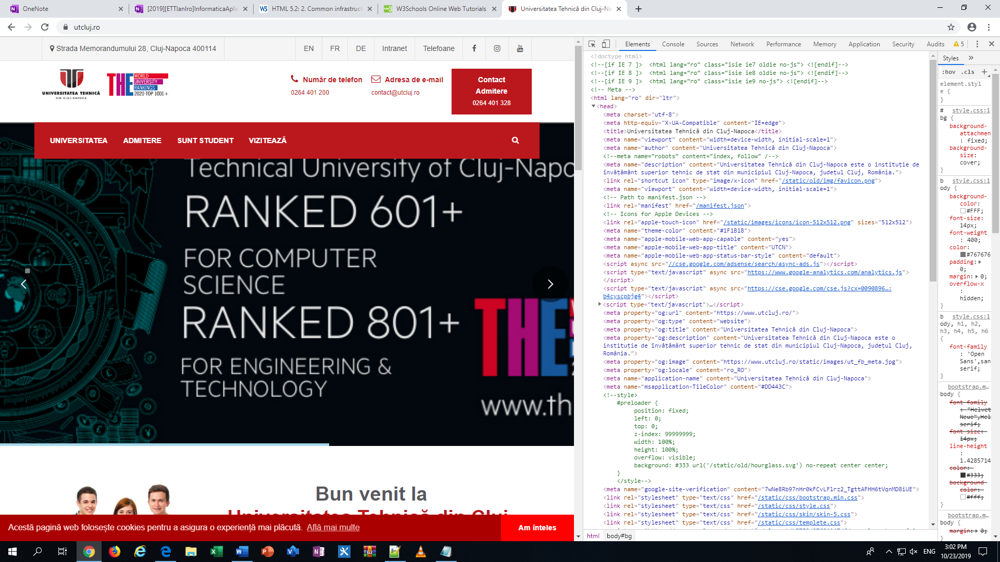 OneNote
[2019][ETTIanIro]InformaticaAplic
HTML 5.2: 2. Common infrastruct
W3Schools Online Web Tutorials
Universitatea Tehnică din Cluj-Na
utcluj.ro
Strada Memorandumului 28, Cluj-Napoca 400114
EN
FR
DE
Intranet
Telefoane
UNIVERSITATEA TEHNICĂ
DIN CLUJ-NAPOCA
THE WORLD UNIVERSITY RANKINGS
2020 TOP 1001+
Număr de telefon
0264 401 200
Adresa de e-mail
contact@utcluj.ro
Contact
Admitere
0264 401 328
UNIVERSITATEA
ADMITERE
SUNT STUDENT
VIZITEAZĂ
Technical University of Cluj-Napo
RANKED 601+
FOR COMPUTER
SCIENCE
RANKED 801+
FOR ENGINEERING &
TECHNOLOGY
THE
www.th
Bun venit la
Universitatea Tehnică din Cluj
Acestă pagină web folosește cookies pentru a asigura o experiență mai plăcută. Află mai multe
Am înteles
Elements
Console
Sources
Network
Performance
Memory
Application
Security
Audits
5
<!doctype html>
<!--[if IE 7 ]>  <html lang="ro" class="isie ie7 oldie no-js"> <![endif]-->
<!--[if IE 8 ]>  <html lang="ro" class="isie ie8 oldie no-js"> <![endif]-->
<!--[if IE 9 ]>  <html lang="ro" class="isie ie9 no-js"> <![endif]-->
<!-- Meta -->
<html lang="ro" dir="ltr">
<head>
<meta charset="utf-8">
<meta http-equiv="X-UA-Compatible" content="IE=edge">
<title>Universitatea Tehnică din Cluj-Napoca</title>
<meta name="viewport" content="width=device-width, initial-scale=1">
<meta name="author" content="Universitatea Tehnică din Cluj-Napoca">
<!--meta name="robots" content="index, follow" /-->
<meta name="description" content="Universitatea Tehnică din Cluj-Napoca este o instituție de
învățământ superior tehnic de stat din municipiul Cluj-Napoca, județul Cluj, România.">
<link rel="shortcut icon" type="image/x-icon" href="/static/old/img/favicon.png">
<meta name="viewport" content="width=device-width, initial-scale=1">
<!-- Path to manifest.json -->
<link rel="manifest" href="/manifest.json">
<!-- Icons for Apple Devices -->
<link rel="apple-touch-icon" href="/static/images/icons/icon-512x512.png" sizes="512x512">
<meta name="theme-color" content="#1F1B18">
<meta name="apple-mobile-web-app-capable" content="yes">
<meta name="apple-mobile-web-app-title" content="UTCN">
<meta name="apple-mobile-web-app-status-bar-style" content="default">
<script async src="//cse.google.com/adsense/search/async-ads.js"></script>
<script type="text/javascript" async src="https://www.google-analytics.com/analytics.js">
</script>
<script type="text/javascript" async src="https://cse.google.com/cse.js?cx=0090896…:
b4cyscpbjg4"></script>
<script type="text/javascript">…</script>
<meta property="og:url" content="https://www.utcluj.ro/">
<meta property="og:type" content="website">
<meta property="og:title" content="Universitatea Tehnică din Cluj-Napoca">
<meta property="og:description" content="Universitatea Tehnică din Cluj-Napoca este o
instituție de învățământ superior tehnic de stat din municipiul Cluj-Napoca, județul Cluj,
România.">
<meta property="og:image" content="https://www.utcluj.ro/static/images/ut_fb_meta.jpg">
<meta property="og:locale" content="ro_RO">
<meta name="application-name" content="Universitatea Tehnică din Cluj-Napoca">
<meta name="msapplication-TileColor" content="#DD443C">
<!--style>
#preloader {
position: fixed;
left: 0;
top: 0;
z-index: 99999999;
width: 100%;
height: 100%;
overflow: visible;
background: #333 url('/static/old/hourglass.svg') no-repeat center center;
}
</style-->
<meta name="google-site-verification" content="7wNe8Rb97nHr0kFCvLFlrz2_TgttAFHH6tVqnMD8iUE">
<link rel="stylesheet" type="text/css" href="/static/css/bootstrap.min.css">
<link rel="stylesheet" type="text/css" href="/static/css/style.css">
<link rel="stylesheet" type="text/css" href="/static/css/skin/skin-5.css">
<link rel="stylesheet" type="text/css" href="/static/css/templete.css">
html
body#bg
Styles
:hov .cls
element.styl
e {
}
# style.css:1
bg {
background-
attachmen
: fixed;
background-
size:
cover;
}
b style.css:1
ody {
background-
color:
#FFF;
font-size:
14px;
font-weight
: 400;
color:
#767676
padding:
0;
margin: 0;
overflow-x
:
hidden;
}
b style.css:1
ody, h1, h2,
h3, h4, h5, h6
{
font-family
: 'Open
Sans',san
serif;
}
bootstrap.m…
body {
font-family
: "Helvet
Neue",Hel
serif;
font-size:
14px;
line-height
:
1.4285714
color:
#333;
background-
color:
#fff;
}
bootstrap.m…
body {
margin: 0;
}
ENG
3:02 PM
10/23/2019